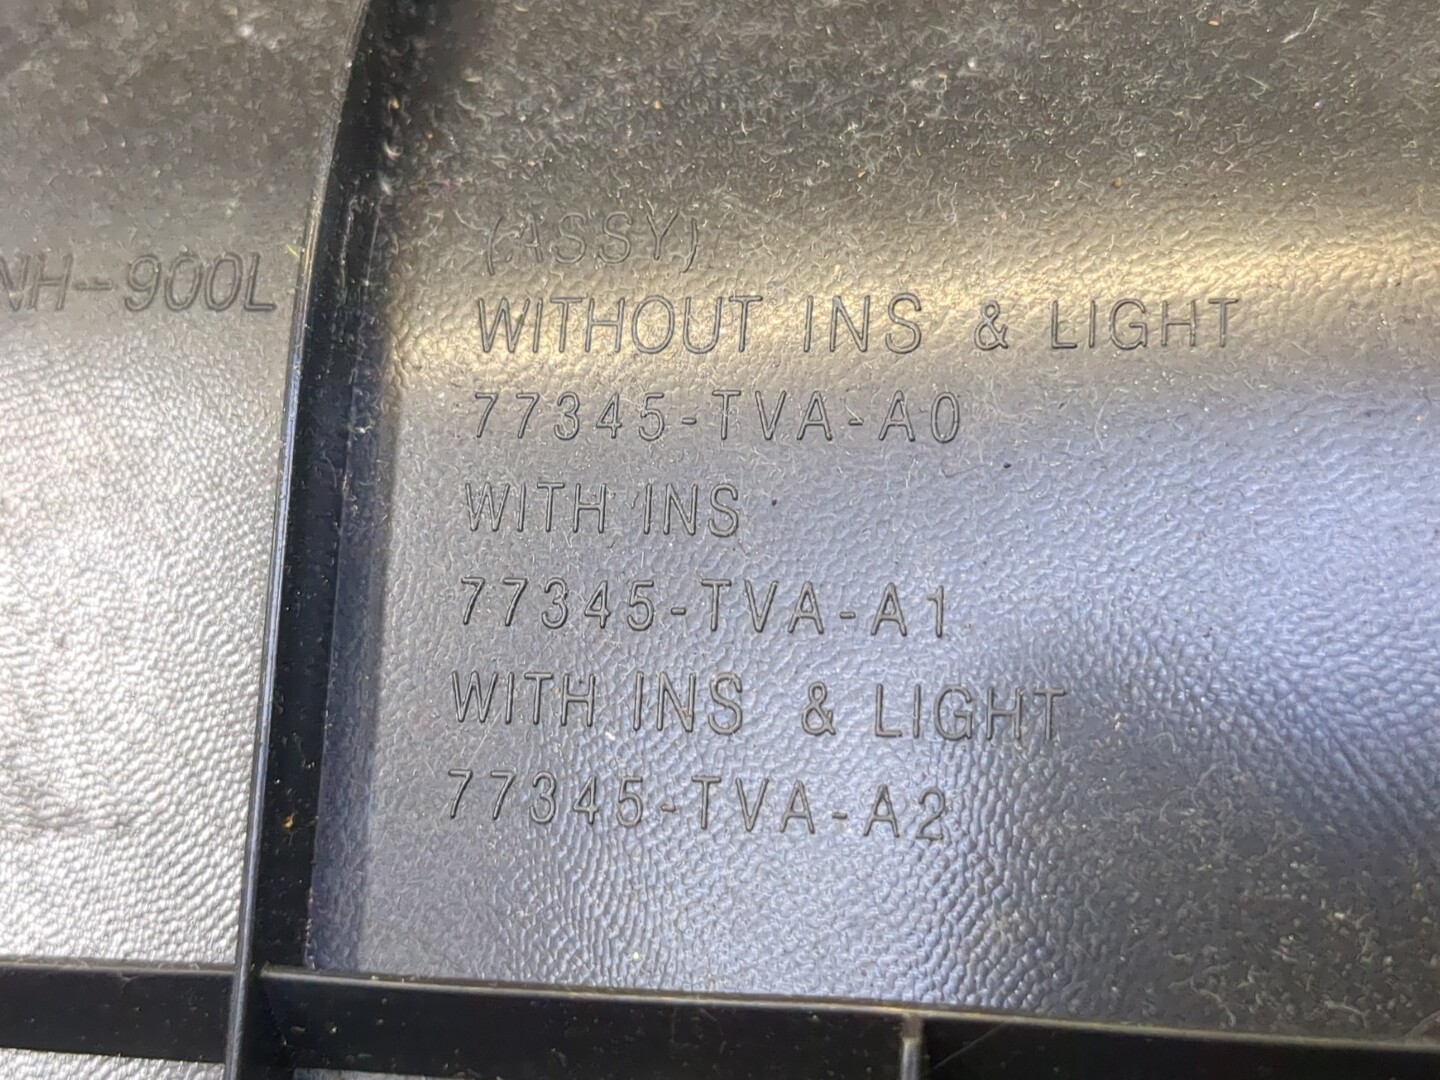 NH-900L
(ASSY)
WITHOUT INS & LIGHT
77345-TVA-A0
WITH INS
77345-TVA-A1
WITH INS & LIGHT
77345-TVA-A2